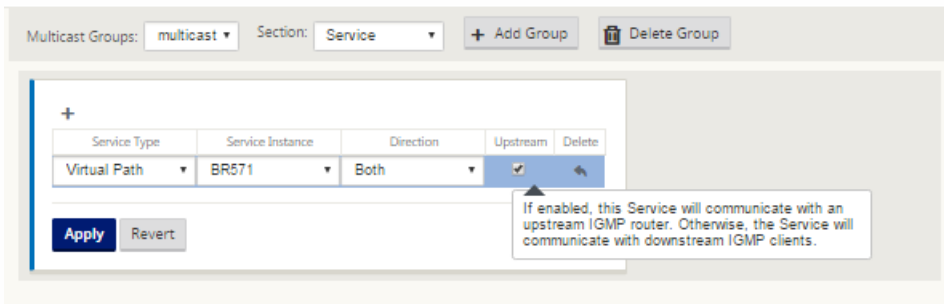 Multicast Groups: multicast Section: Service + Add Group Delete Group
+
Service Type Service Instance Direction Upstream Delete
Virtual Path BR571 Both
If enabled, this Service will communicate with an
upstream IGMP router. Otherwise, the Service will
communicate with downstream IGMP clients.
Apply Revert